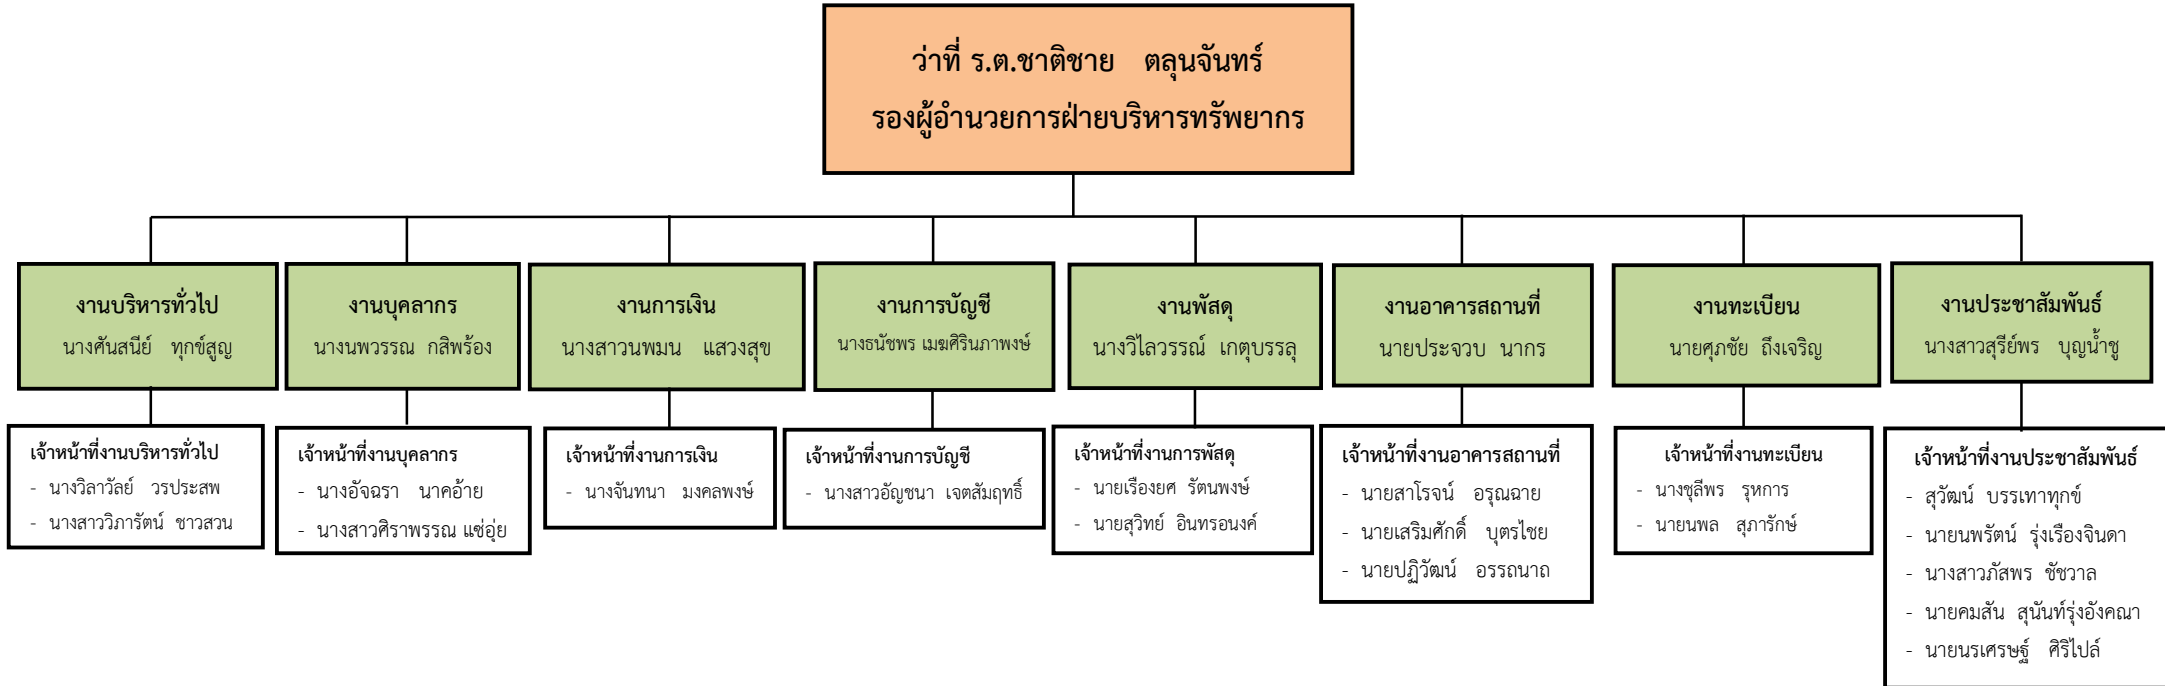 ว่าที่ ร.ต.ชาติชาย ตลุนจันทร์
รองผู้อำนวยการฝ่ายบริหารทรัพยากร
งานบริหารทั่วไป
นางศันสนีย์ ทุกข์สูญ
งานบุคลากร
นางนพวรรณ กสิพร้อง
งานการเงิน
นางสาวนพมน แสวงสุข
งานการบัญชี
นางธนัชพร เมฆศิรินภาพงษ์
งานพัสดุ
นางวิไลวรรณ์ เกตุบรรลุ
งานอาคารสถานที่
นายประจวบ นากร
งานทะเบียน
นายศุภชัย ถึงเจริญ
งานประชาสัมพันธ์
นางสาวสุรีย์พร บุญน้ำชู
เจ้าหน้าที่งานบริหารทั่วไป
- นางวิลาวัลย์ วรประสพ
- นางสาววิภารัตน์ ชาวสวน
เจ้าหน้าที่งานบุคลากร
- นางอัจฉรา นาคอ้าย
- นางสาวศิราพรรณ แซ่อุ่ย
เจ้าหน้าที่งานการเงิน
- นางจันทนา มงคลพงษ์
เจ้าหน้าที่งานการบัญชี
- นางสาวอัญชนา เจตสัมฤทธิ์
เจ้าหน้าที่งานการพัสดุ
- นายเรืองยศ รัตนพงษ์
- นายสุวิทย์ อินทรอนงค์
เจ้าหน้าที่งานอาคารสถานที่
- นายสาโรจน์ อรุณฉาย
- นายเสริมศักดิ์ บุตรไชย
- นายปฏิวัฒน์ อรรถนาถ
เจ้าหน้าที่งานทะเบียน
- นางชุลีพร รุหการ
- นายนพล สุภารักษ์
เจ้าหน้าที่งานประชาสัมพันธ์
- สุวัฒน์ บรรเทาทุกข์
- นายนพรัตน์ รุ่งเรืองจินดา
- นางสาวภัสพร ชัชวาล
- นายคมสัน สุนันท์รุ่งอังคณา
- นายนรเศรษฐ์ ศิริไปล์